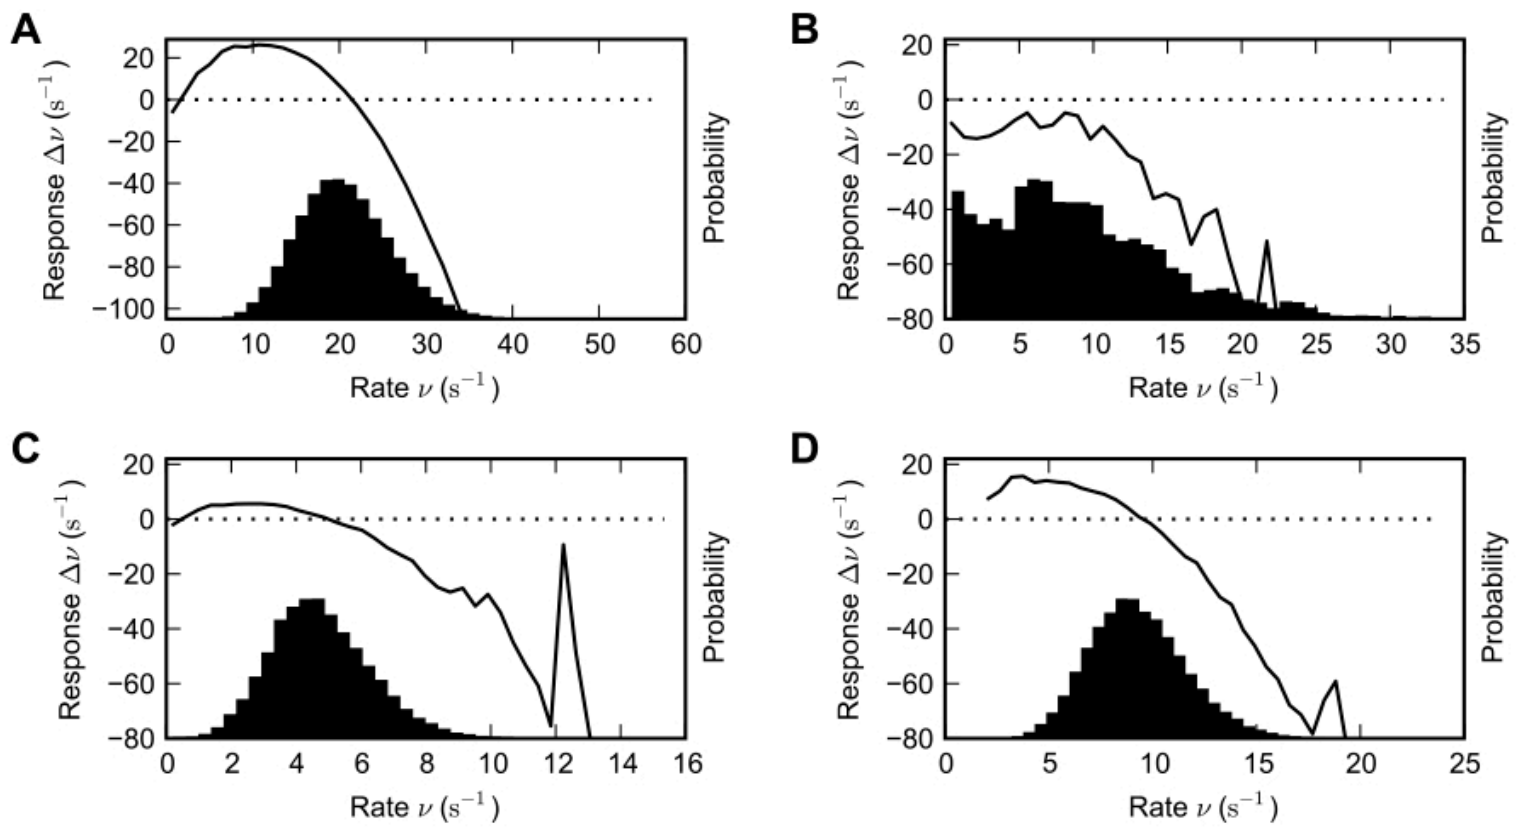 A
20
0
−20
−40
−60
−80
−100
Response Δν (s⁻¹)
0 10 20 30 40 50 60
Rate ν (s⁻¹)
Probability
B
20
0
−20
−40
−60
−80
Response Δν (s⁻¹)
0 5 10 15 20 25 30 35
Rate ν (s⁻¹)
Probability
C
20
0
−20
−40
−60
−80
Response Δν (s⁻¹)
0 2 4 6 8 10 12 14 16
Rate ν (s⁻¹)
Probability
D
20
0
−20
−40
−60
−80
Response Δν (s⁻¹)
0 5 10 15 20 25
Rate ν (s⁻¹)
Probability